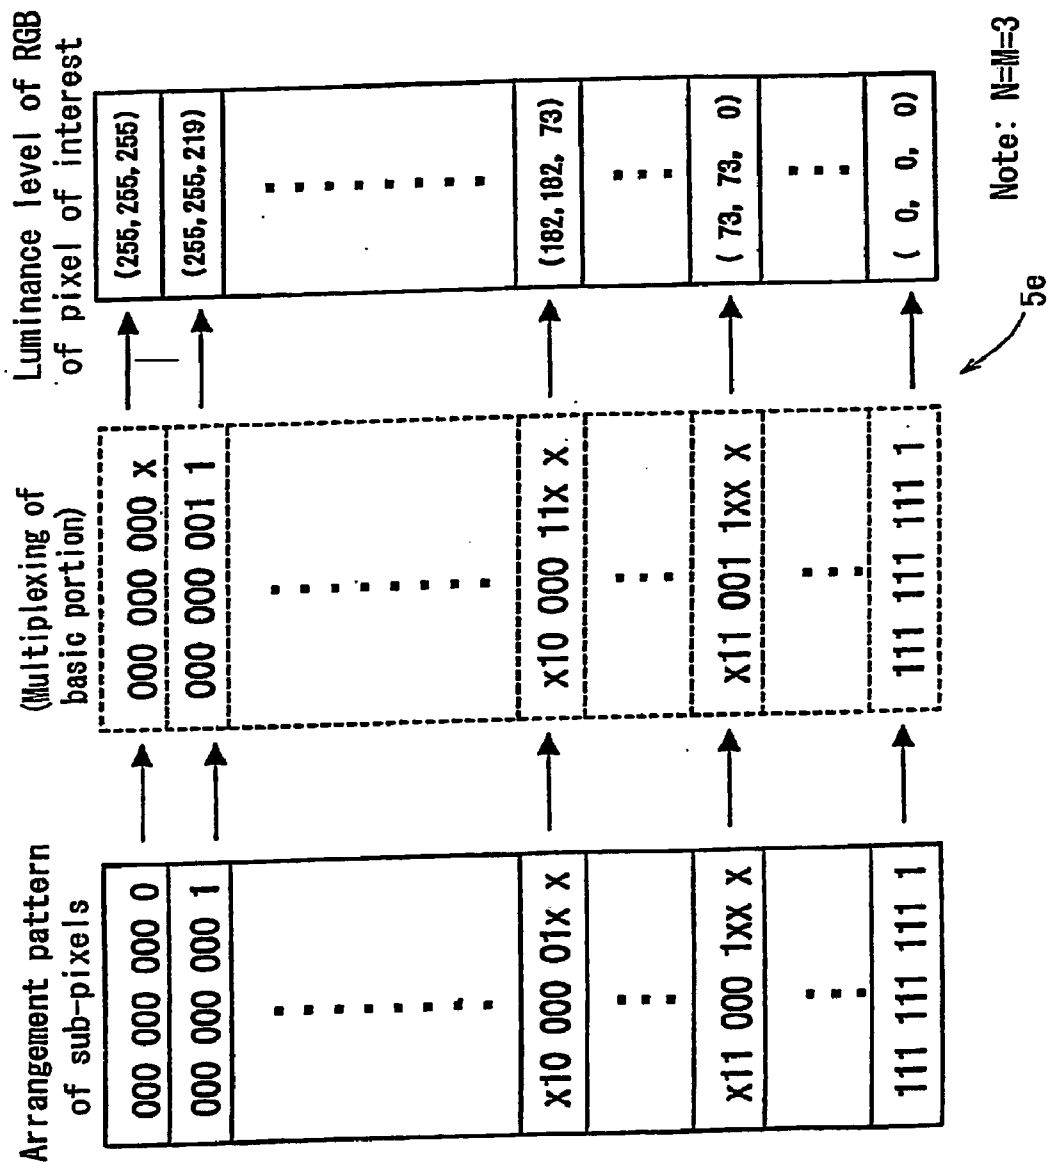 Arrangement pattern
of sub-pixels
000 000 000 0
000 000 000 1
X10 000 01X X
X11 000 1XX X
111 111 111 1
(Multiplexing of
basic portion)
000 000 000 X
000 000 001 1
X10 000 11X X
X11 001 1XX X
111 111 111 1
Luminance level of RGB
of pixel of interest
(255,255,255)
(255,255,219)
(182,182, 73)
( 73, 73, 0)
( 0, 0, 0)
5e
Note: N=M=3